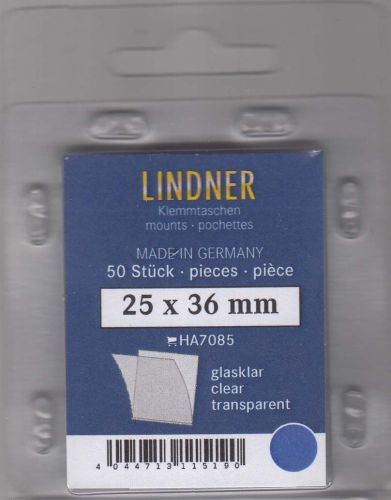 LINDNER
Klemmtaschen
mounts · pochettes
MADE IN GERMANY
50 Stück · pieces · pièce
25 x 36 mm
HA7085
glasklar
clear
transparent
4 044713 115190